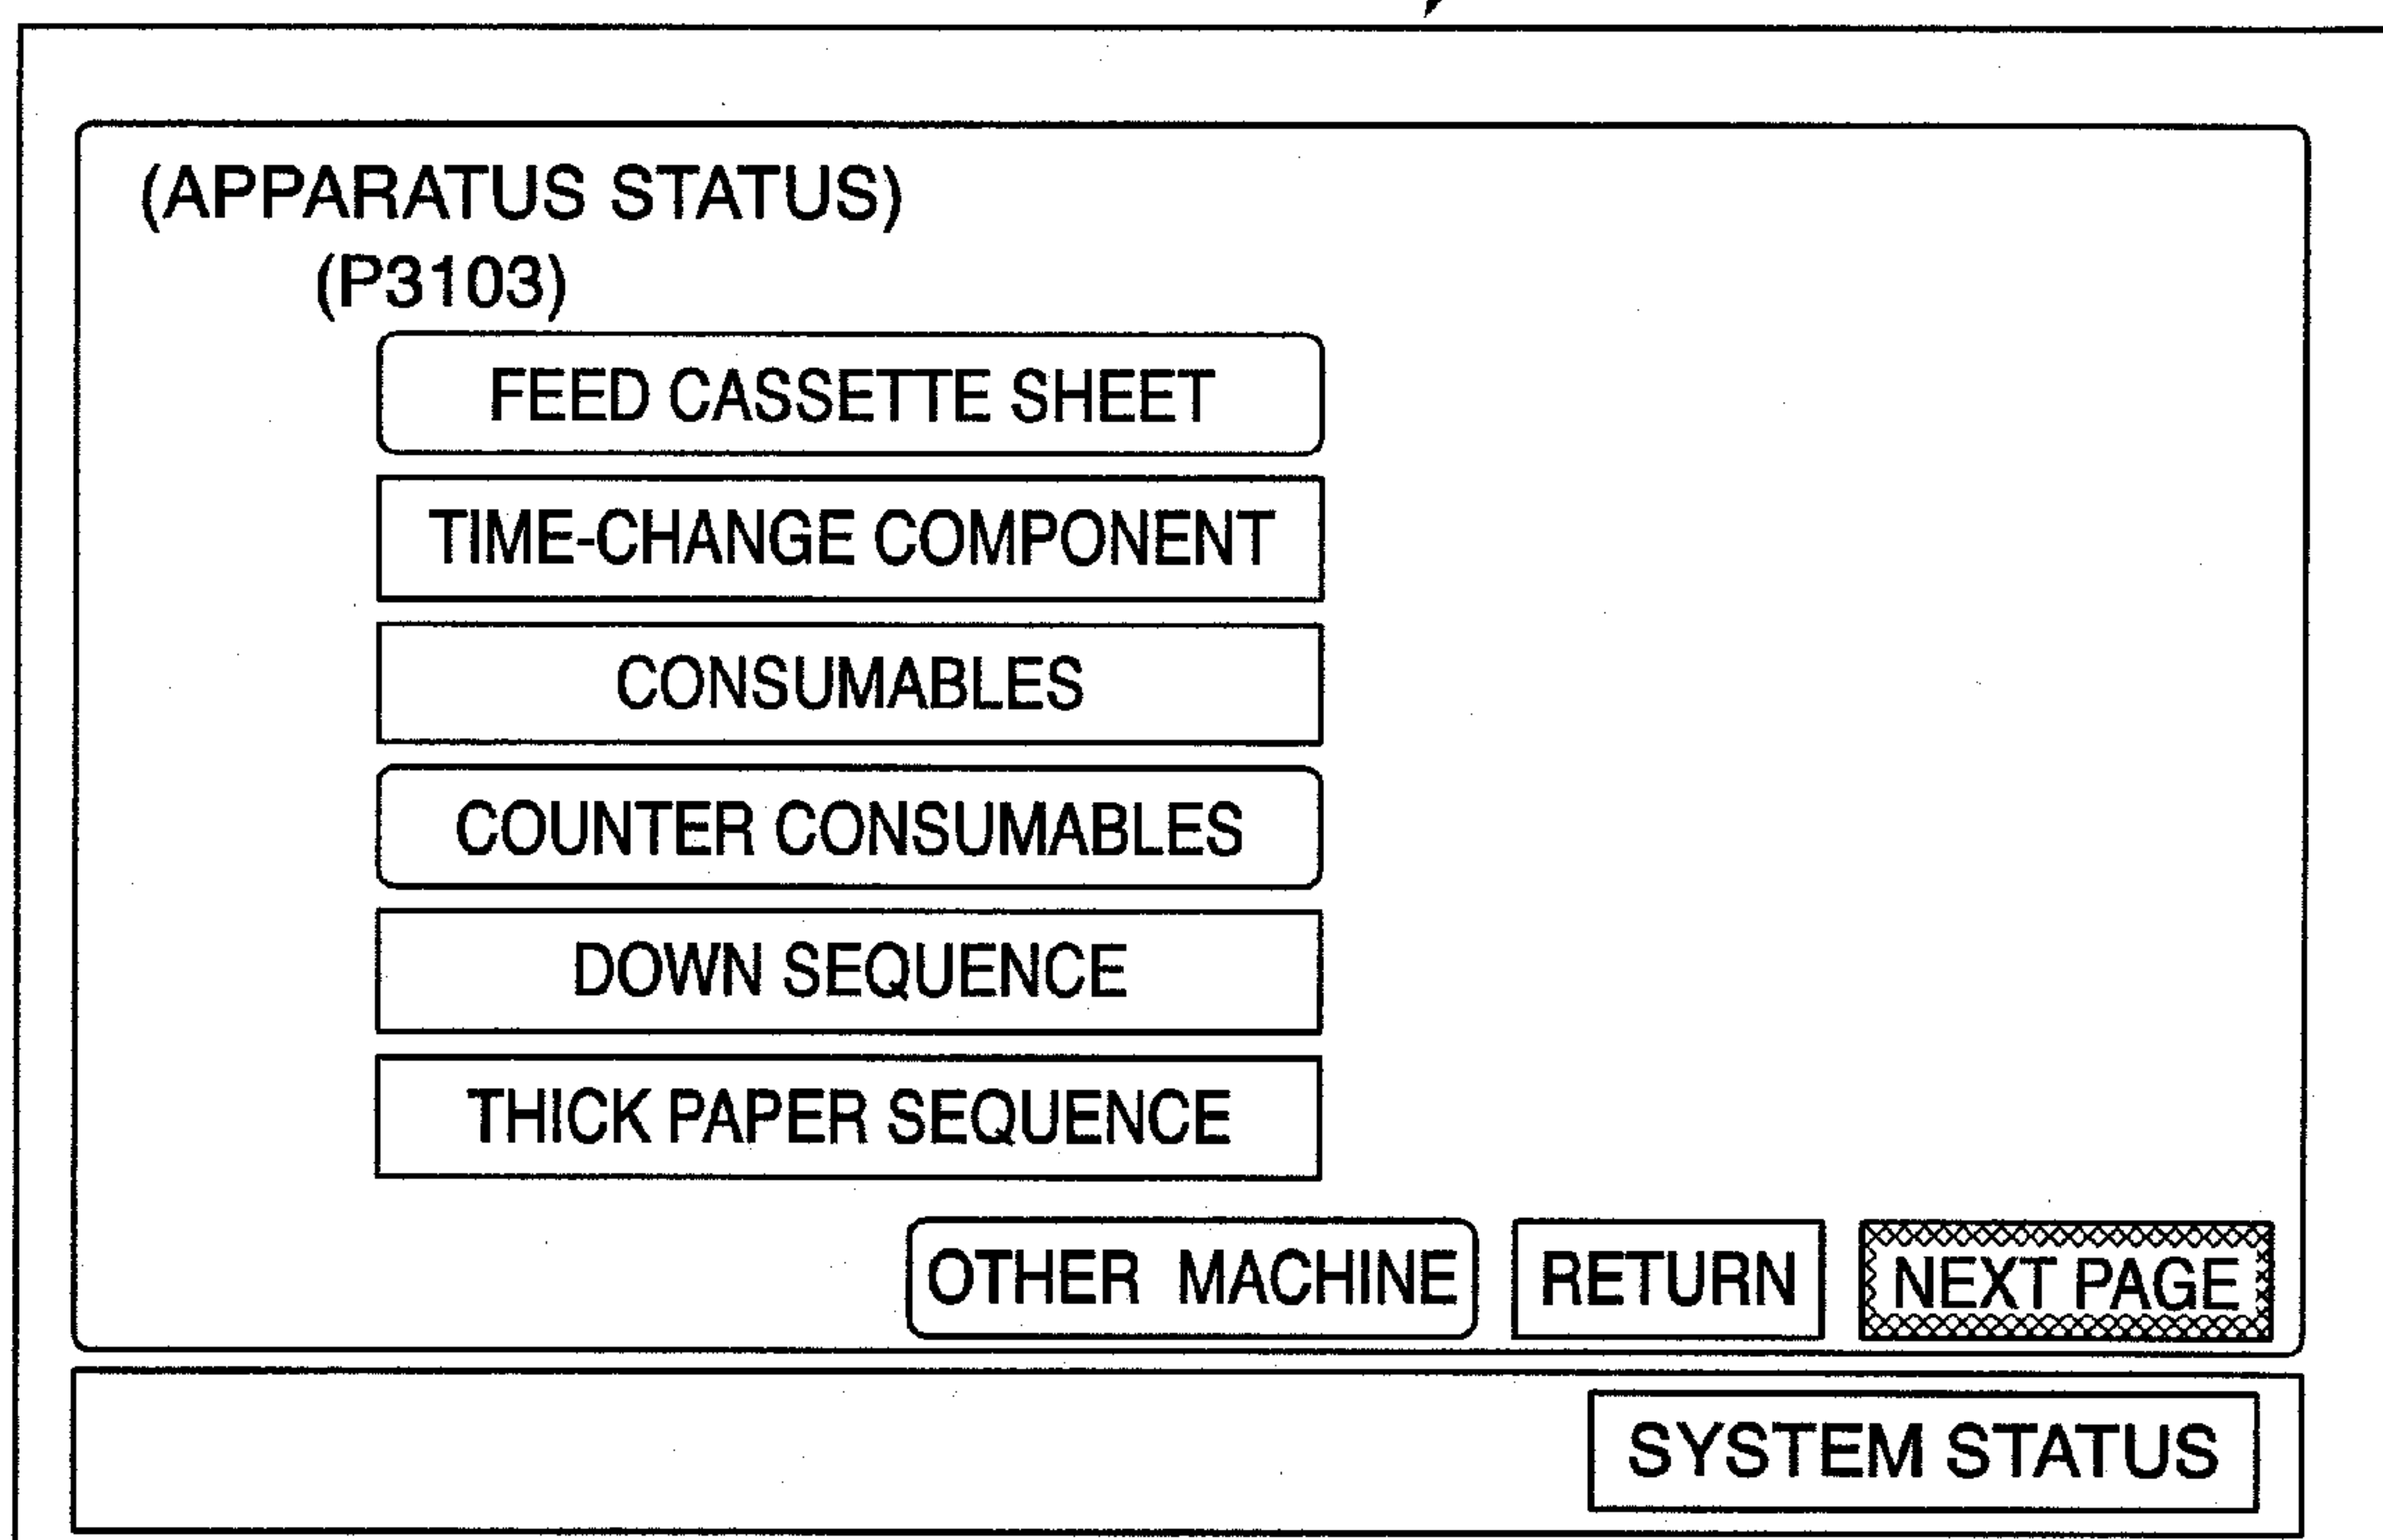 (APPARATUS STATUS)
(P3103)
FEED CASSETTE SHEET
TIME-CHANGE COMPONENT
CONSUMABLES
COUNTER CONSUMABLES
DOWN SEQUENCE
THICK PAPER SEQUENCE
OTHER MACHINE RETURN NEXT PAGE
SYSTEM STATUS